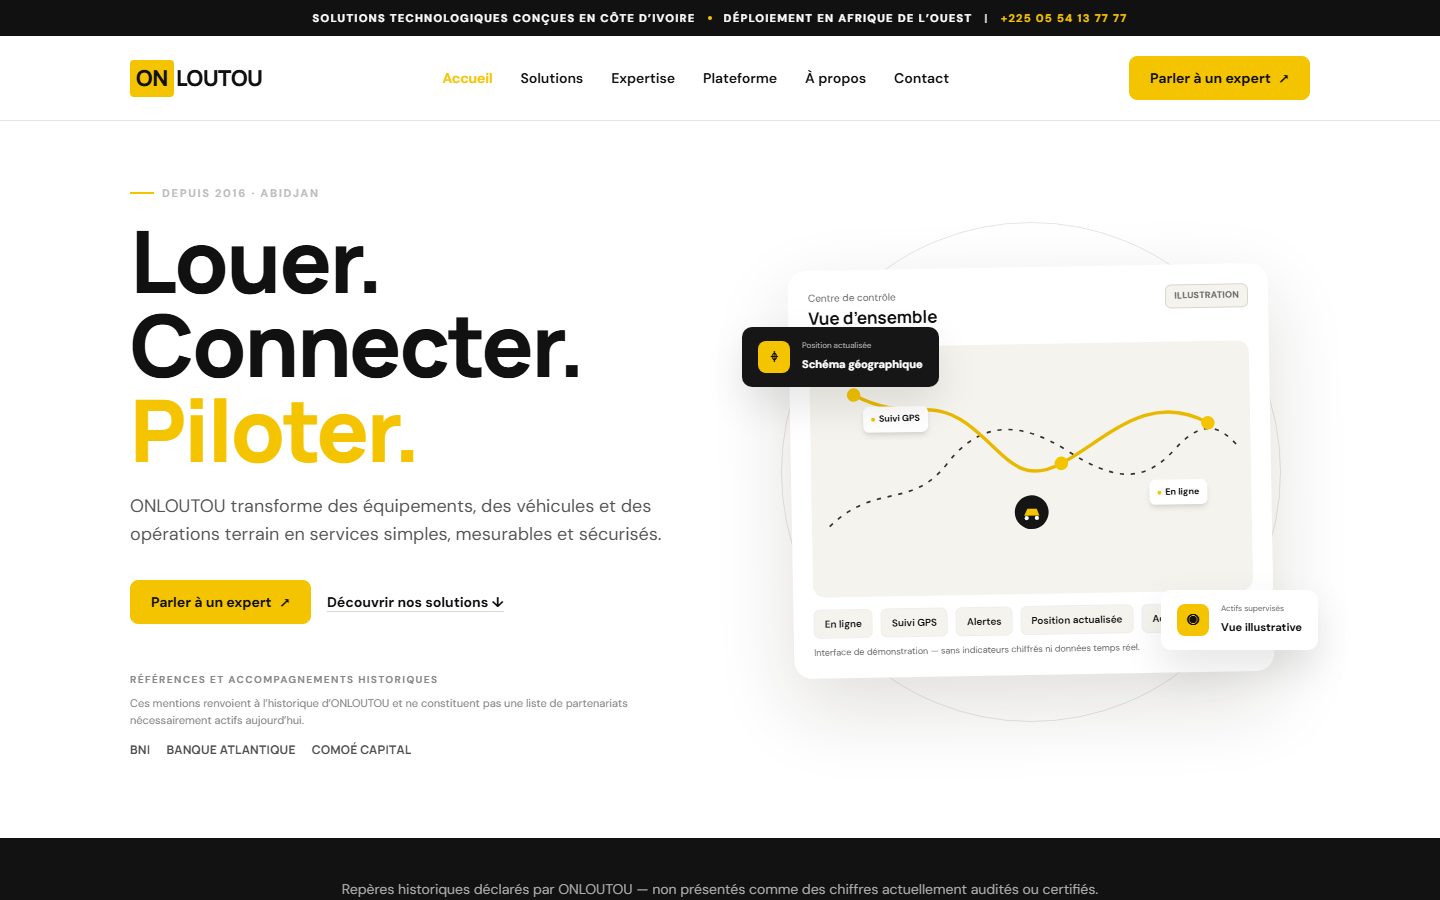 SOLUTIONS TECHNOLOGIQUES CONÇUES EN CÔTE D’IVOIRE • DÉPLOIEMENT EN AFRIQUE DE L’OUEST | +225 05 54 13 77 77
ON LOUTOU
Accueil Solutions Expertise Plateforme À propos Contact
Parler à un expert ↗
DEPUIS 2016 · ABIDJAN
Louer.
Connecter.
Piloter.
ONLOUTOU transforme des équipements, des véhicules et des
opérations terrain en services simples, mesurables et sécurisés.
Parler à un expert ↗
Découvrir nos solutions ↓
RÉFÉRENCES ET ACCOMPAGNEMENTS HISTORIQUES
Ces mentions renvoient à l’historique d’ONLOUTOU et ne constituent pas une liste de partenariats
nécessairement actifs aujourd’hui.
BNI BANQUE ATLANTIQUE COMOÉ CAPITAL
Centre de contrôle
Vue d’ensemble
ILLUSTRATION
Position actualisée
Schéma géographique
Suivi GPS
En ligne
En ligne Suivi GPS Alertes Position actualisée
Interface de démonstration — sans indicateurs chiffrés ni données temps réel.
Actifs supervisés
Vue illustrative
Repères historiques déclarés par ONLOUTOU — non présentés comme des chiffres actuellement audités ou certifiés.